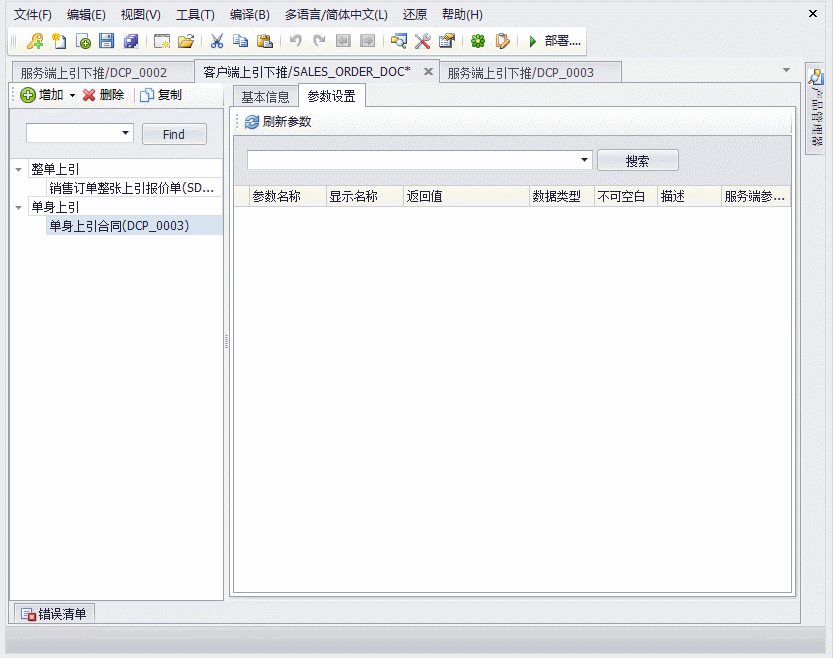 文件(F) 编辑(E) 视图(V) 工具(T) 编译(B) 多语言/简体中文(L) 还原 帮助(H)
部署....
服务端上引下推/DCP_0002 客户端上引下推/SALES_ORDER_DOC* 服务端上引下推/DCP_0003
增加 删除 复制
基本信息 参数设置
刷新参数
Find
搜索
整单上引
销售订单整张上引报价单(SD...
单身上引
单身上引合同(DCP_0003)
参数名称 显示名称 返回值 数据类型 不可空白 描述 服务端参...
产品管理器
错误清单